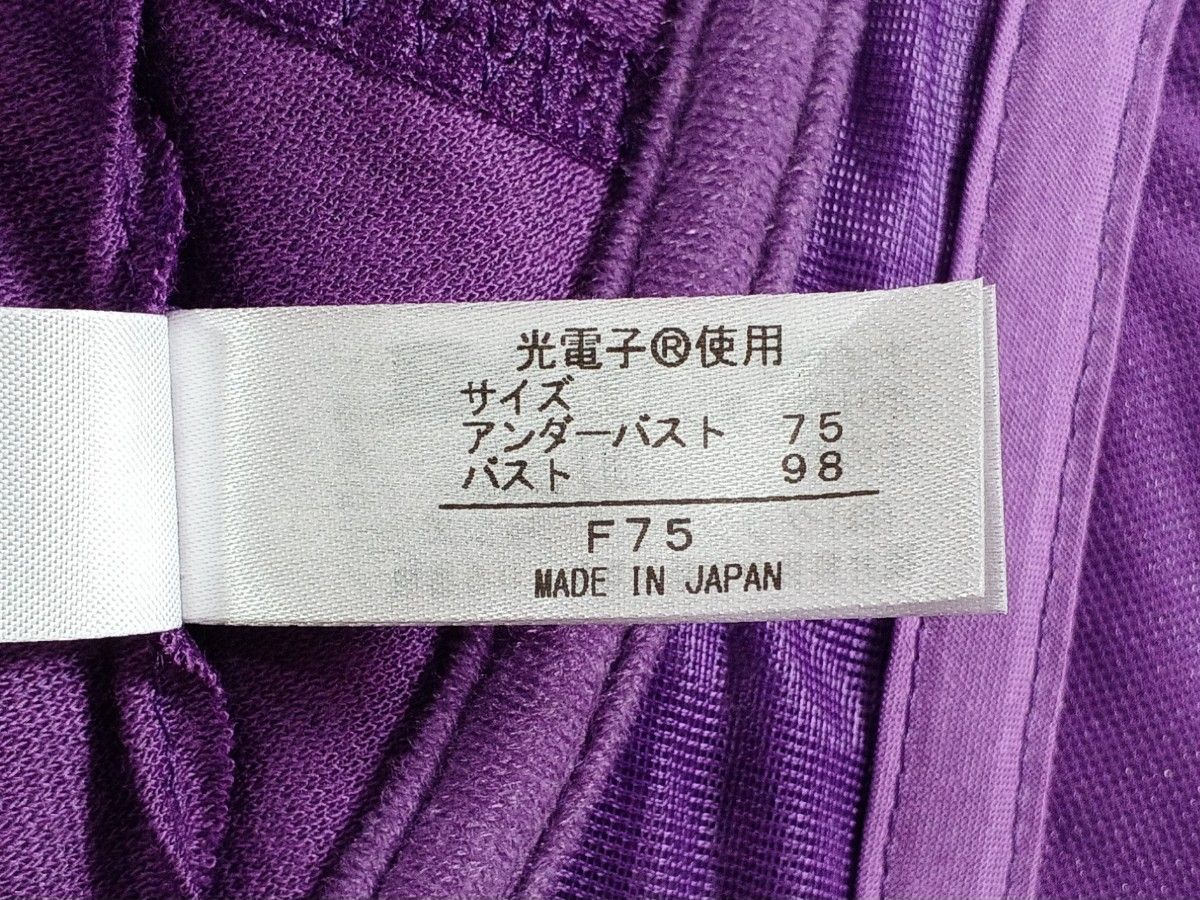 光電子®使用
サイズ
アンダーバスト　75
バスト　98
F75
MADE IN JAPAN